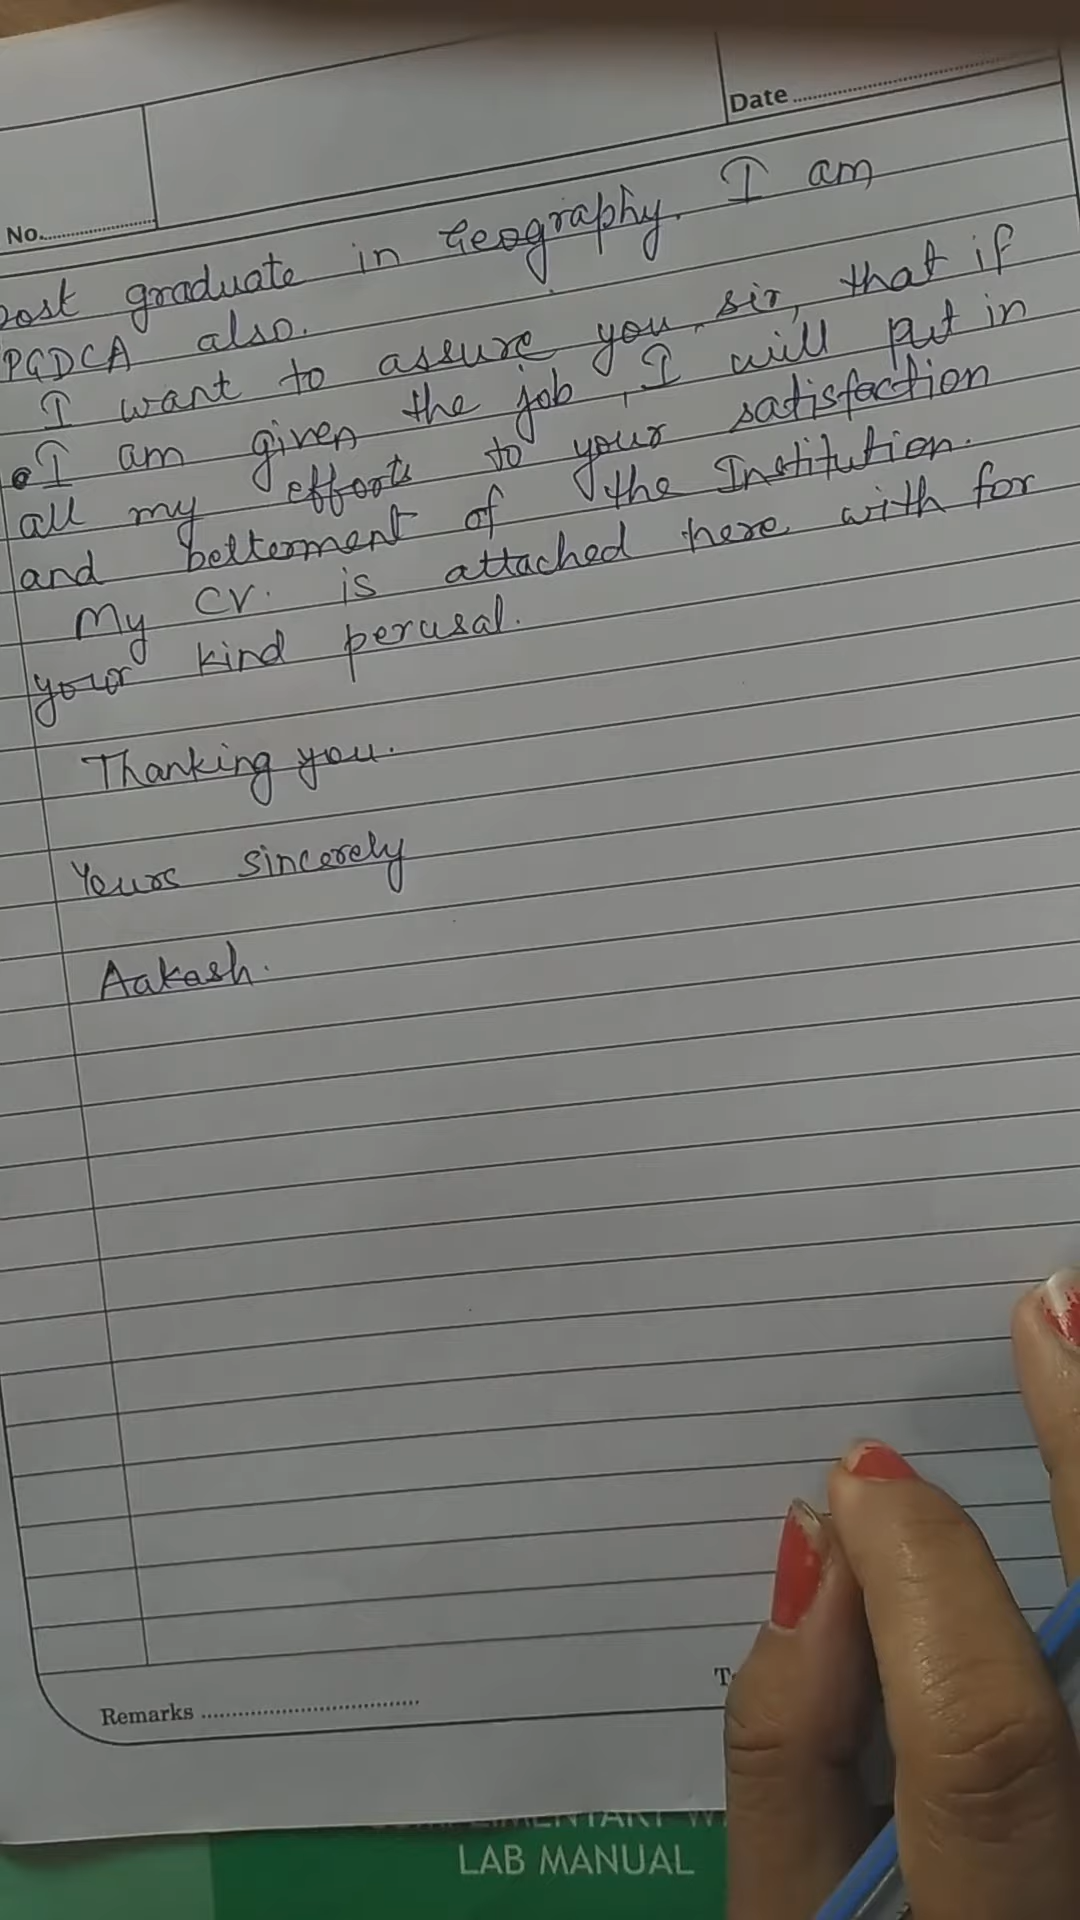 Date
No.
post graduate in Geography. I am
PGDCA also.
I want to assure you, sir, that if
I am given the job, I will put in
all my efforts to your satisfaction
and betterment of the Institution.
My CV. is attached here with for
your kind perusal.
Thanking you.
Yours sincerely
Aakash.
Remarks
LAB MANUAL